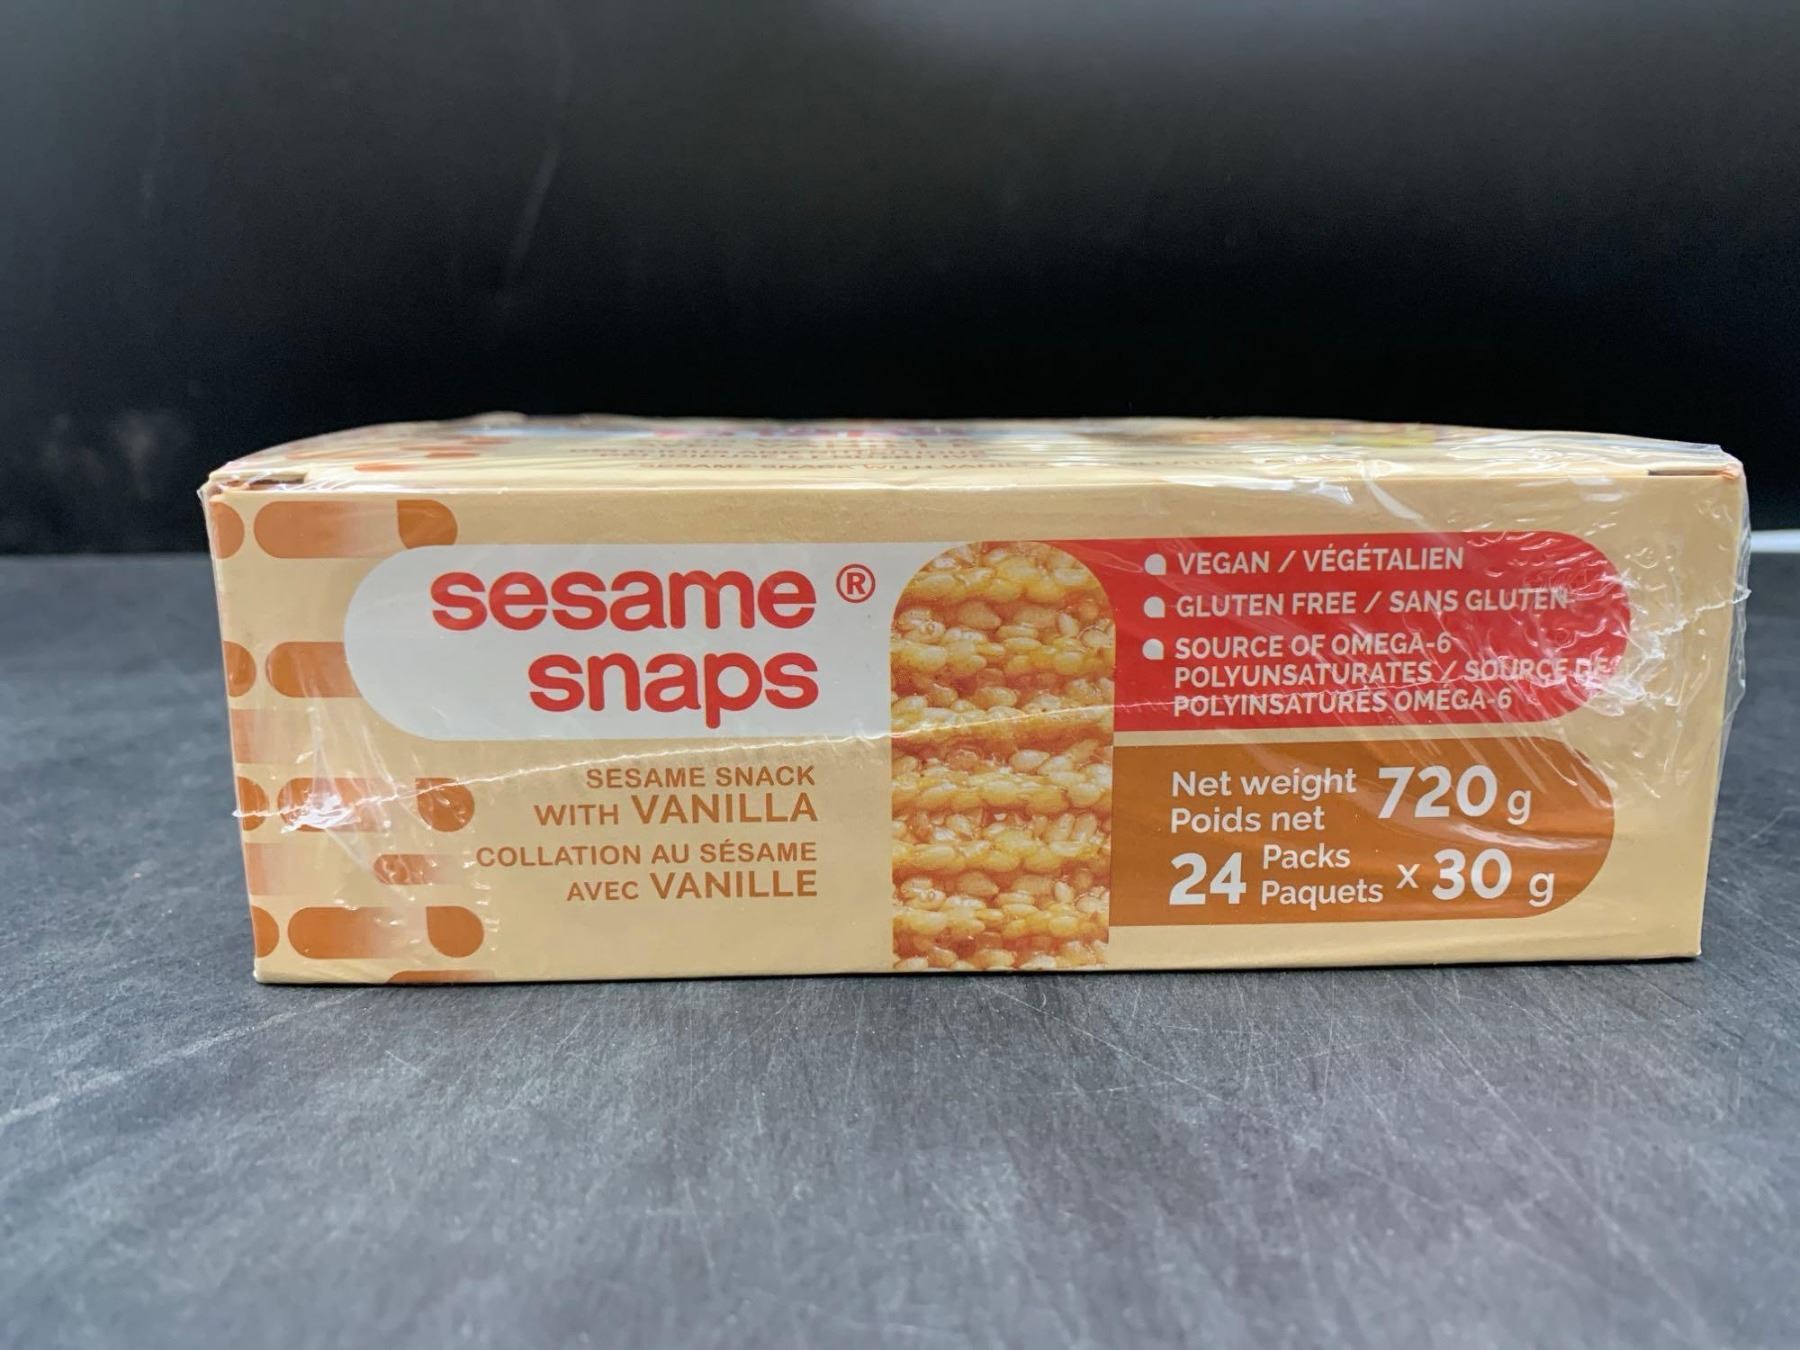 sesame ®
snaps
SESAME SNACK
WITH VANILLA
COLLATION AU SÉSAME
AVEC VANILLE
VEGAN / VÉGÉTALIEN
GLUTEN FREE / SANS GLUTEN
SOURCE OF OMEGA-6
POLYUNSATURATES / SOURCE DE
POLYINSATURÉS OMÉGA-6
Net weight 720 g
Poids net
24 Packs x 30 g
Paquets